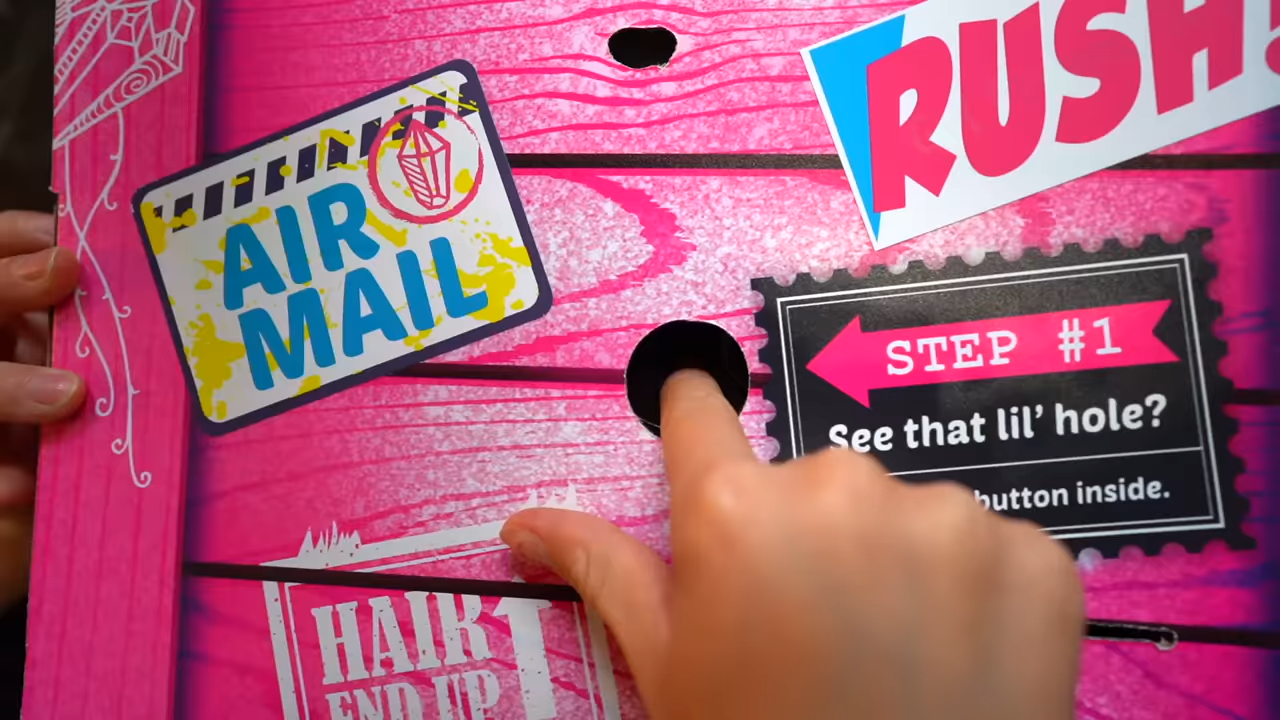 RUSH!
AIR
MAIL
STEP #1
See that lil' hole?
button inside.
HAIR
END UP